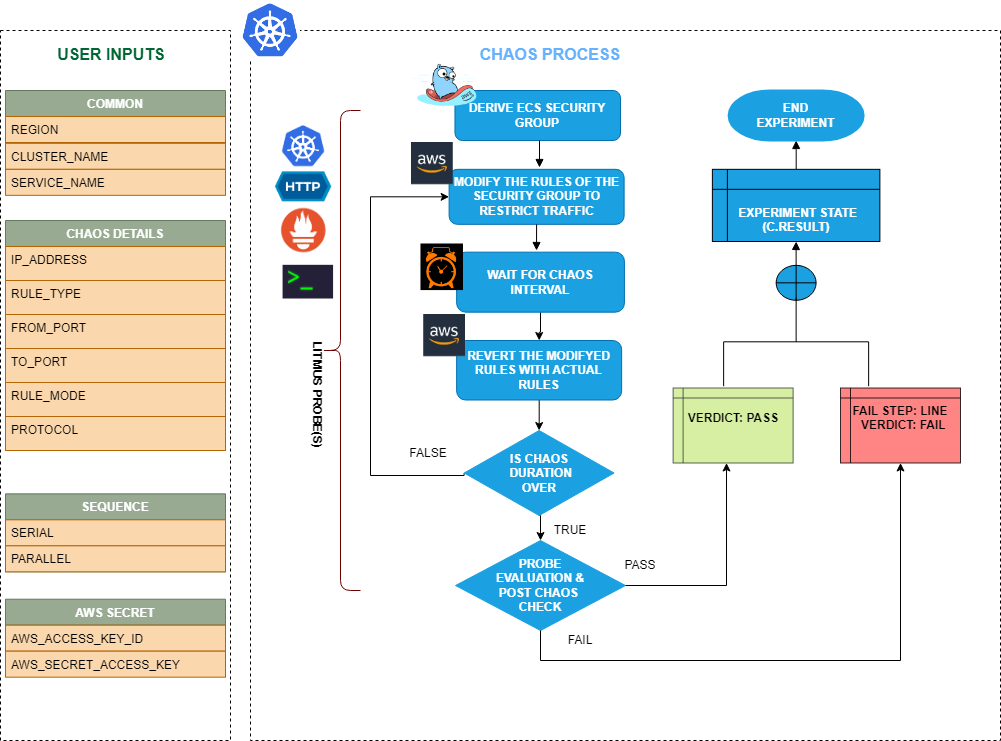 USER INPUTS
COMMON
REGION
CLUSTER_NAME
SERVICE_NAME
CHAOS DETAILS
IP_ADDRESS
RULE_TYPE
FROM_PORT
TO_PORT
RULE_MODE
PROTOCOL
SEQUENCE
SERIAL
PARALLEL
AWS SECRET
AWS_ACCESS_KEY_ID
AWS_SECRET_ACCESS_KEY
CHAOS PROCESS
HTTP
>_
LITMUS PROBE(S)
DERIVE ECS SECURITY
GROUP
aws
MODIFY THE RULES OF THE
SECURITY GROUP TO
RESTRICT TRAFFIC
WAIT FOR CHAOS
INTERVAL
aws
REVERT THE MODIFYED
RULES WITH ACTUAL
RULES
FALSE
IS CHAOS
DURATION
OVER
TRUE
PROBE
EVALUATION &
POST CHAOS
CHECK
PASS
FAIL
END
EXPERIMENT
EXPERIMENT STATE
(C.RESULT)
VERDICT: PASS
FAIL STEP: LINE
VERDICT: FAIL